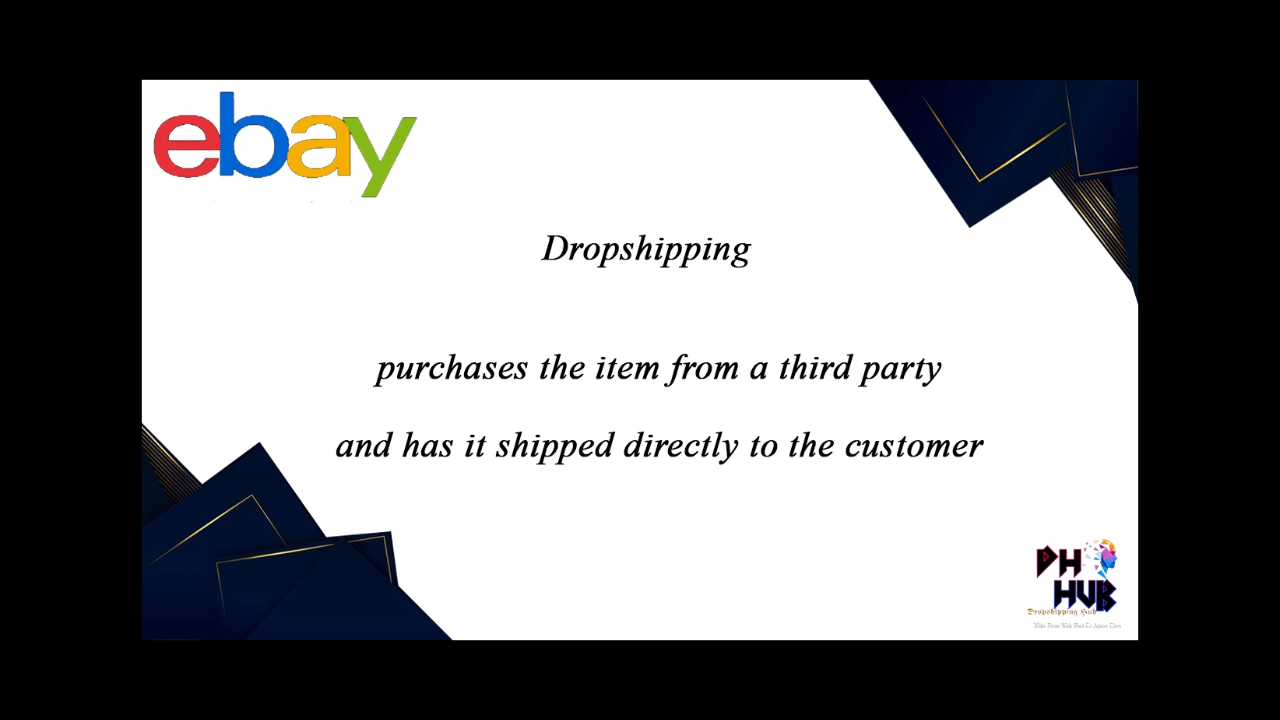 ebay
Dropshipping
purchases the item from a third party
and has it shipped directly to the customer
DH
HUB
Dropshipping Hub